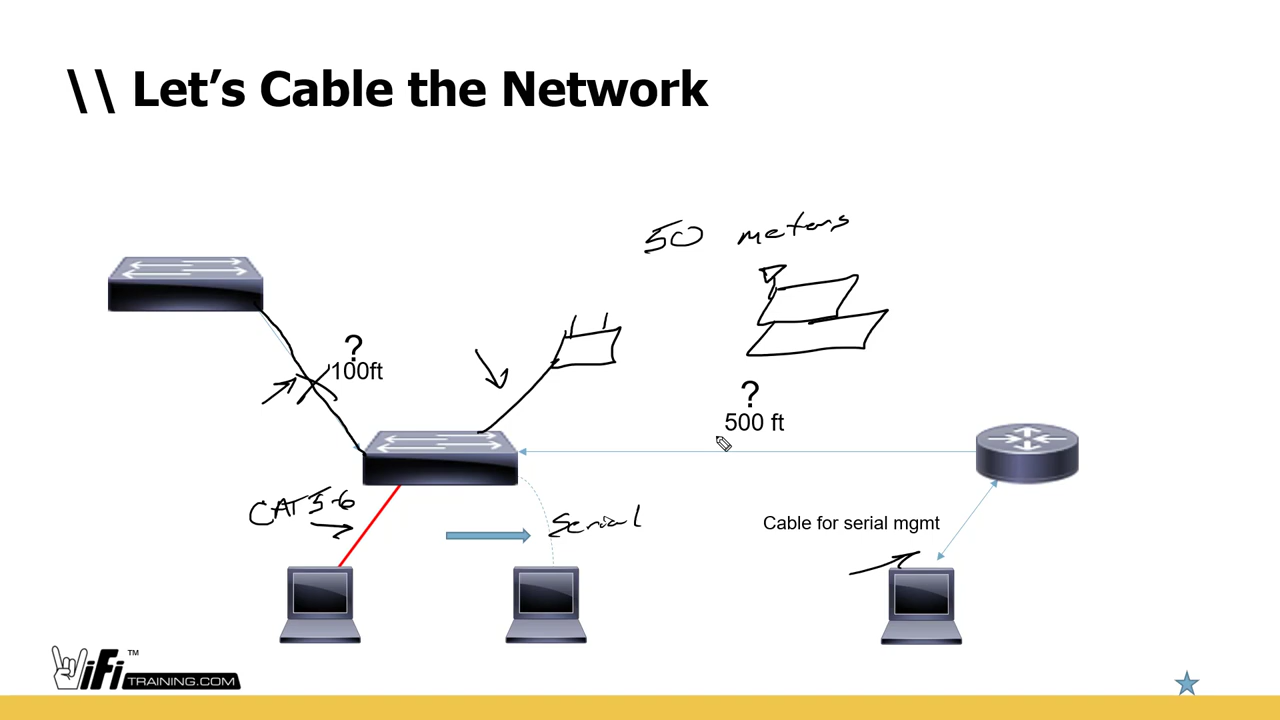 \\ Let's Cable the Network
50 meters
?
100ft
?
500 ft
CAT 5-6
Serial
Cable for serial mgmt
WiFi TM
TRAINING.COM